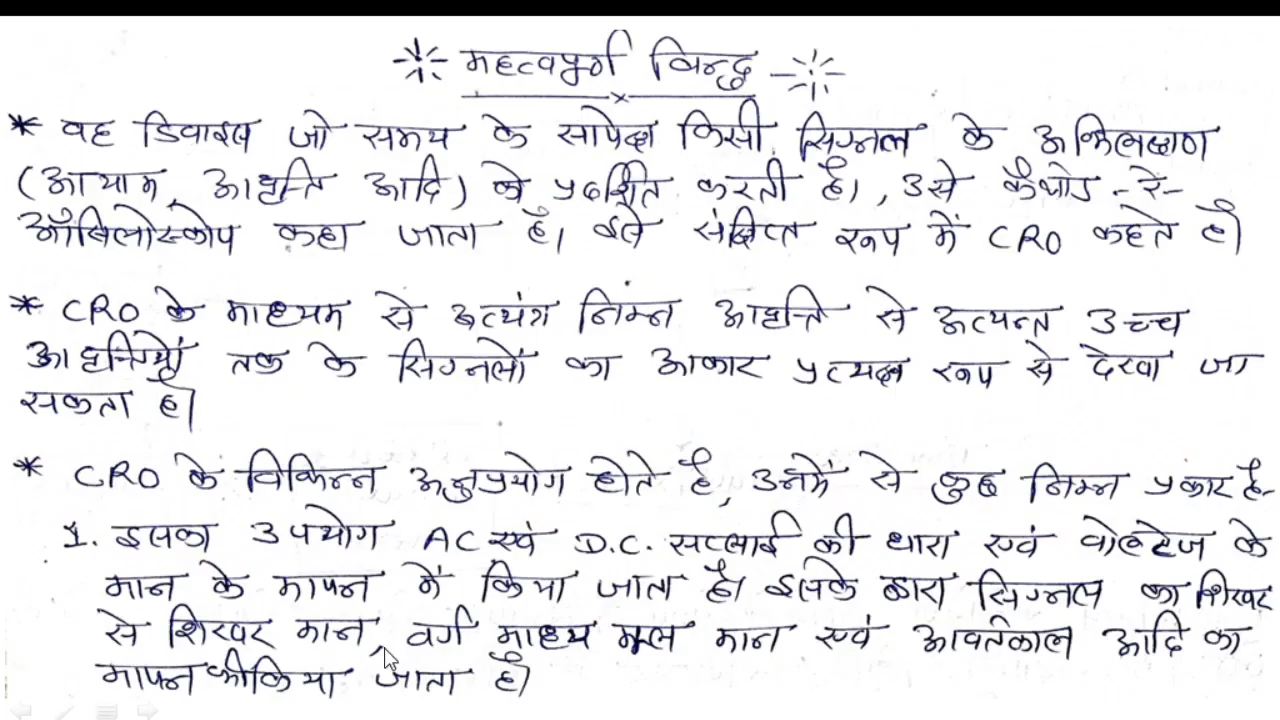 महत्वपूर्ण बिन्दु
* वह डिवाइस जो समय के सापेक्ष किसी सिग्नल के अभिलक्षण
(आयाम, आवृत्ति आदि) को प्रदर्शित करती है। , उसे कैथोड-रे-
ऑसिलोस्कोप कहा जाता है। इसे संक्षिप्त रूप में CRO कहते है।
* CRO के माध्यम से अत्यंत निम्न आवृत्ति से अत्यन्त उच्च
आवृत्तियों तक के सिग्नलों का आकार प्रत्यक्ष रूप से देखा जा
सकता है।
* CRO के विभिन्न अनुप्रयोग होते है, उनमें से कुछ निम्न प्रकार है-
1. इसका उपयोग AC एवं D.C. सप्लाई की धारा एवं वोल्टेज के
मान के मापन में किया जाता है। इसके द्वारा सिग्नल का शिखर
से शिखर मान, वर्ग माध्य मूल मान एवं आवर्तकाल आदि का
मापन भी किया जाता है।